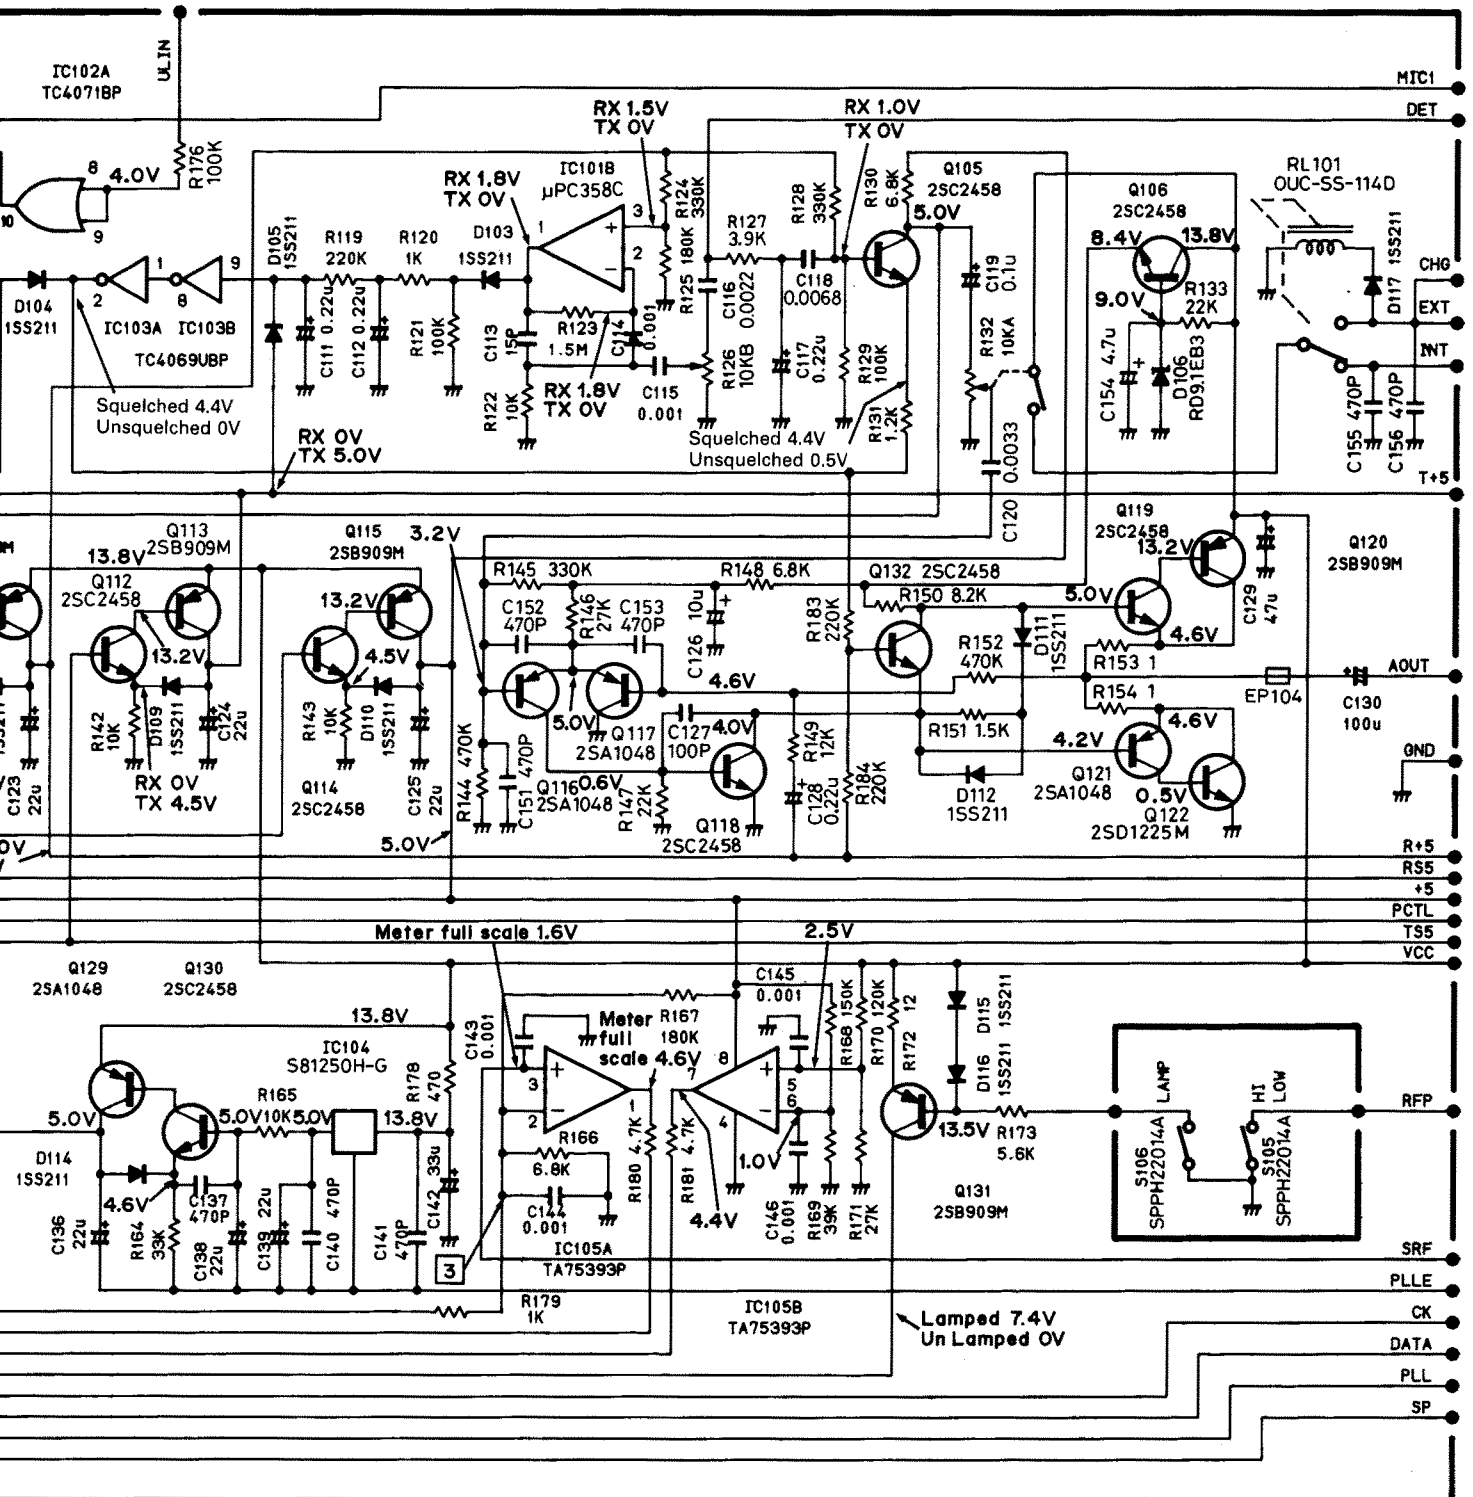 ULIN
IC102A
TC4071BP
MIC1
DET
RX 1.5V
TX 0V
RX 1.0V
TX 0V
R176
100K
8
4.0V
10
9
IC101B
µPC358C
RX 1.8V
TX 0V
R124
330K
R128
330K
R130
6.8K
Q105
2SC2458
5.0V
RL101
OUC-SS-114D
Q106
2SC2458
8.4V
13.8V
D105
1SS211
R119
220K
R120
1K
D103
1SS211
1
3
2
+
−
R125 180K
R127
3.9K
C116
0.0022
C118
0.0068
C119
0.1u
9.0V
R133
22K
D117 1SS211
CHG
EXT
INT
D104
1SS211
2
1
8
9
IC103A
IC103B
TC4069UBP
C111 0.22u
C112 0.22u
R121
100K
C113
15P
R123
1.5M
C114
0.001
R126
10KB
C117
0.22u
R129
100K
R132
10KA
C154 4.7u
D106
RD9.1EB3
C155 470P
C156 470P
Squelched 4.4V
Unsquelched 0V
R122
10K
RX 1.8V
TX 0V
C115
0.001
R131
1.2K
Squelched 4.4V
Unsquelched 0.5V
RX 0V
TX 5.0V
C120 0.0033
T+5
Q113
2SB909M
13.8V
Q112
2SC2458
Q115
2SB909M
3.2V
Q119
2SC2458
13.2V
Q120
2SB909M
R145 330K
R148 6.8K
Q132 2SC2458
R150 8.2K
5.0V
C129
47u
13.2V
C152
470P
R146
27K
C153
470P
C126 10u
R183
220K
D111
1SS211
13.2V
4.5V
R152
470K
4.6V
R153 1
4.6V
AOUT
EP104
C130
100u
R154 1
4.6V
C123
22u
R142
10K
D109
1SS211
C124
22u
R143
10K
D110
1SS211
C125
22u
R144 470K
C151 470P
5.0V
Q117
2SA1048
C127
100P
4.0V
R149
12K
R151 1.5K
4.2V
GND
RX 0V
TX 4.5V
Q114
2SC2458
Q116
2SA1048
0.6V
R147
22K
C128
0.22u
R184
220K
D112
1SS211
Q121
2SA1048
0.5V
Q122
2SD1225M
5.0V
Q118
2SC2458
R+5
RS5
+5
PCTL
TS5
VCC
Meter full scale 1.6V
2.5V
Q129
2SA1048
Q130
2SC2458
C145
0.001
13.8V
IC104
S81250H-G
C143
0.001
Meter
full
scale 4.6V
R167
180K
R168 150K
R170 120K
R172 12
D115 1SS211
D116 1SS211
R178
470
3
2
1
+
−
7
8
5
6
4
+
−
5.0V
R165
10K
5.0V
5.0V
13.8V
13.5V
R173
5.6K
S106
SPPH22014A
LAMP
HI
LOW
S105
SPPH22014A
RFP
D114
1SS211
4.6V
C137
470P
R166
6.8K
C144
0.001
R180 4.7K
R181 4.7K
1.0V
4.4V
C146
0.001
R169
39K
R171
27K
Q131
2SB909M
C136
22u
R164
33K
C138
22u
C139 22u
C140 470P
C141
470P
C142 33u
3
IC105A
TA75393P
SRF
PLLE
R179
1K
IC105B
TA75393P
Lamped 7.4V
Un Lamped 0V
CK
DATA
PLL
SP